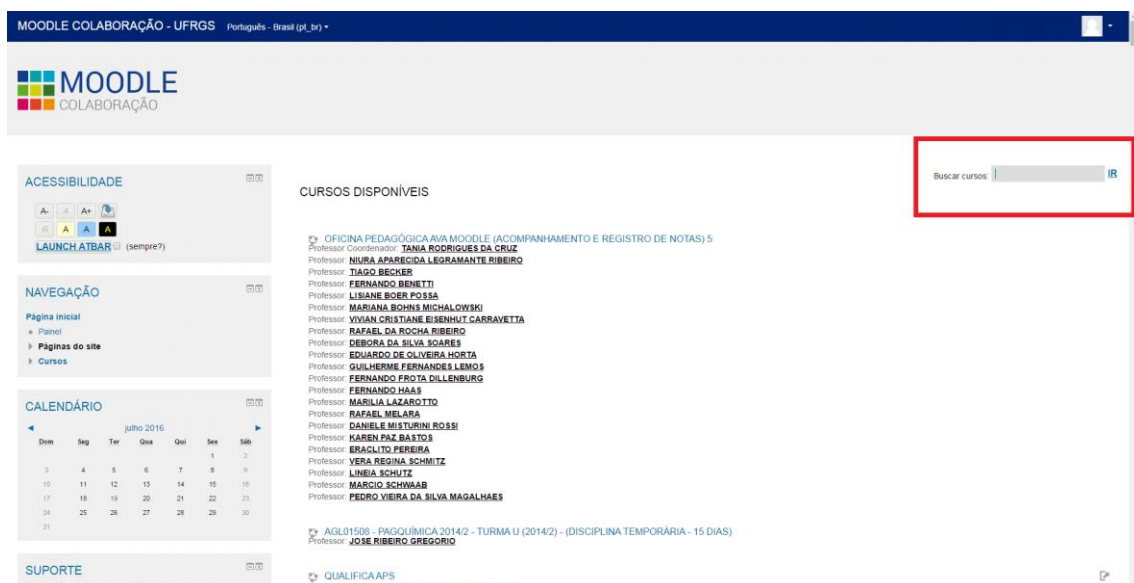 MOODLE COLABORAÇÃO - UFRGS Português - Brasil (pt_br)
MOODLE
COLABORAÇÃO
Buscar cursos: IR
ACESSIBILIDADE
A- A A+
R A A A
LAUNCH ATBAR (sempre?)
NAVEGAÇÃO
Página inicial
Painel
Páginas do site
Cursos
CALENDÁRIO
julho 2016
Dom Seg Ter Qua Qui Sex Sáb
1 2
3 4 5 6 7 8 9
10 11 12 13 14 15 16
17 18 19 20 21 22 23
24 25 26 27 28 29 30
31
SUPORTE
CURSOS DISPONÍVEIS
OFICINA PEDAGÓGICA AVA MOODLE (ACOMPANHAMENTO E REGISTRO DE NOTAS) 5
Professor Coordenador: TANIA RODRIGUES DA CRUZ
Professor: NIURA APARECIDA LEGRAMANTE RIBEIRO
Professor: TIAGO BECKER
Professor: FERNANDO BENETTI
Professor: LISIANE BOER POSSA
Professor: MARIANA BOHNS MICHALOWSKI
Professor: VIVIAN CRISTIANE EISENHUT CARRAVETTA
Professor: RAFAEL DA ROCHA RIBEIRO
Professor: DEBORA DA SILVA SOARES
Professor: EDUARDO DE OLIVEIRA HORTA
Professor: GUILHERME FERNANDES LEMOS
Professor: FERNANDO FROTA DILLENBURG
Professor: FERNANDO HAAS
Professor: MARILIA LAZAROTTO
Professor: RAFAEL MELARA
Professor: DANIELE MISTURINI ROSSI
Professor: KAREN PAZ BASTOS
Professor: ERACLITO PEREIRA
Professor: VERA REGINA SCHMITZ
Professor: LINEIA SCHUTZ
Professor: MARCIO SCHWAAB
Professor: PEDRO VIEIRA DA SILVA MAGALHAES
AGL01508 - PAGQUÍMICA 2014/2 - TURMA U (2014/2) - (DISCIPLINA TEMPORÁRIA - 15 DIAS)
Professor: JOSE RIBEIRO GREGORIO
QUALIFICA APS